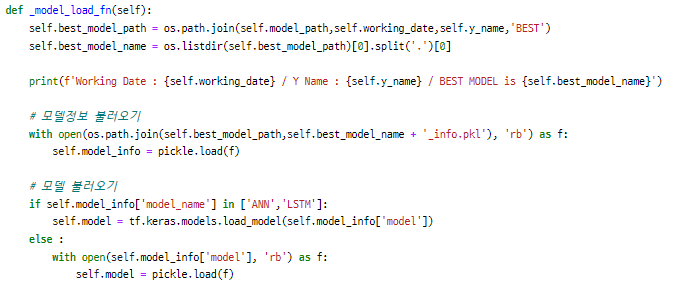 def _model_load_fn(self):
    self.best_model_path = os.path.join(self.model_path,self.working_date,self.y_name,'BEST')
    self.best_model_name = os.listdir(self.best_model_path)[0].split('.')[0]

    print(f'Working Date : {self.working_date} / Y Name : {self.y_name} / BEST MODEL is {self.best_model_name}')

    # 모델정보 불러오기
    with open(os.path.join(self.best_model_path,self.best_model_name + '_info.pkl'), 'rb') as f:
        self.model_info = pickle.load(f)

    # 모델 불러오기
    if self.model_info['model_name'] in ['ANN','LSTM']:
        self.model = tf.keras.models.load_model(self.model_info['model'])
    else :
        with open(self.model_info['model'], 'rb') as f:
            self.model = pickle.load(f)